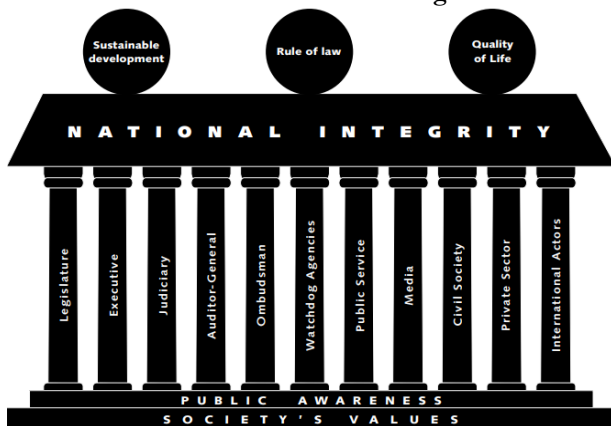 Sustainable
development
Rule of law
Quality
of Life
NATIONAL INTEGRITY
Legislature
Executive
Judiciary
Auditor-General
Ombudsman
Watchdog Agencies
Public Service
Media
Civil Society
Private Sector
International Actors
PUBLIC AWARENESS
SOCIETY'S VALUES